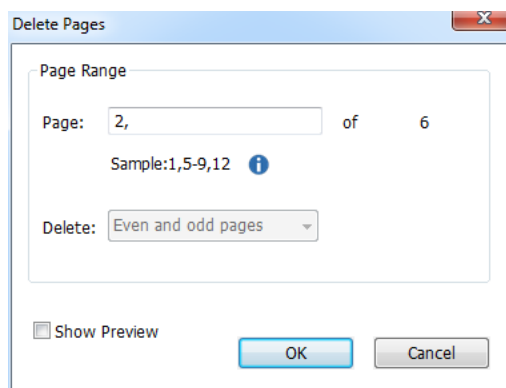 Delete Pages
Page Range
Page: 2, of 6
Sample:1,5-9,12
Delete: Even and odd pages
Show Preview
OK Cancel